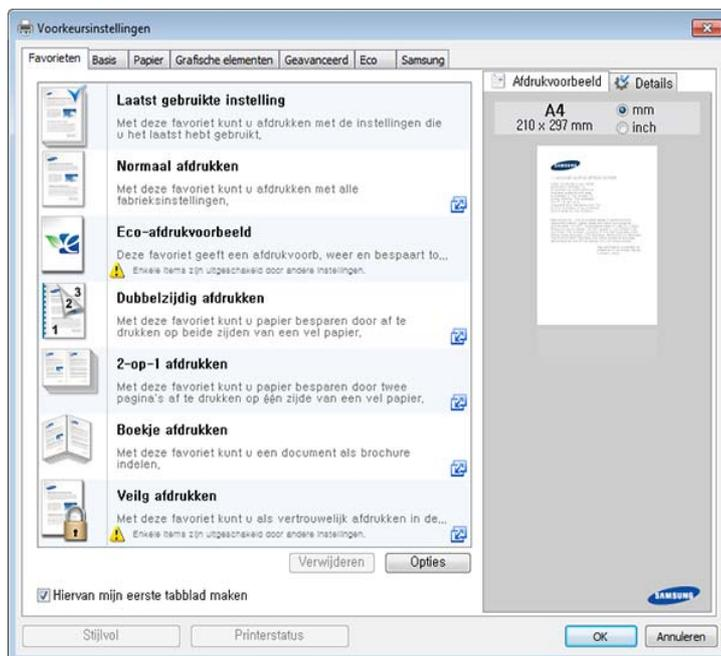 Voorkeursinstellingen
Favorieten Basis Papier Grafische elementen Geavanceerd Eco Samsung
Laatst gebruikte instelling
Met deze favoriet kunt u afdrukken met de instellingen die
u het laatst hebt gebruikt.
Normaal afdrukken
Met deze favoriet kunt u afdrukken met alle
fabrieksinstellingen.
Eco-afdrukvoorbeeld
Deze favoriet geeft een afdrukvoorb. weer en bespaart to...
Enkele items zijn uitgeschakeld door andere instellingen.
3
2
1
Dubbelzijdig afdrukken
Met deze favoriet kunt u papier besparen door af te
drukken op beide zijden van een vel papier.
2-op-1 afdrukken
Met deze favoriet kunt u papier besparen door twee
pagina's af te drukken op één zijde van een vel papier.
Boekje afdrukken
Met deze favoriet kunt u een document als brochure
indelen.
Veilg afdrukken
Met deze favoriet kunt u als vertrouwelijk afdrukken in de...
Enkele items zijn uitgeschakeld door andere instellingen.
Verwijderen Opties
Hiervan mijn eerste tabblad maken
Afdrukvoorbeeld Details
A4
210 x 297 mm
mm
inch
SAMSUNG
SAMSUNG
Stijlvol Printerstatus OK Annuleren